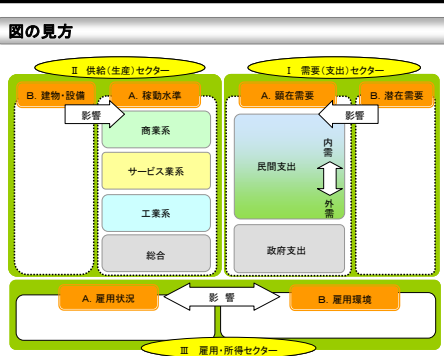 図の見方
Ⅱ 供給(生産)セクター
Ⅰ 需要(支出)セクター
B. 建物・設備
A. 稼動水準
A. 顕在需要
B. 潜在需要
影響
影響
商業系
サービス業系
工業系
総合
民間支出
内需
外需
政府支出
A. 雇用状況
影 響
B. 雇用環境
Ⅲ 雇用・所得セクター